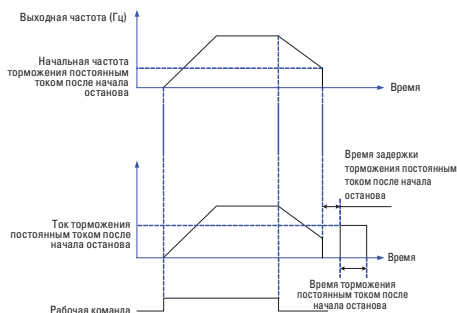 Выходная частота (Гц)
Начальная частота
торможения постоянным
током после начала
останова
Время
Время задержки
торможения постоянным
током после начала
останова
Ток торможения
постоянным током после
начала останова
Время
Время торможения
постоянным током после
начала останова
Рабочая команда